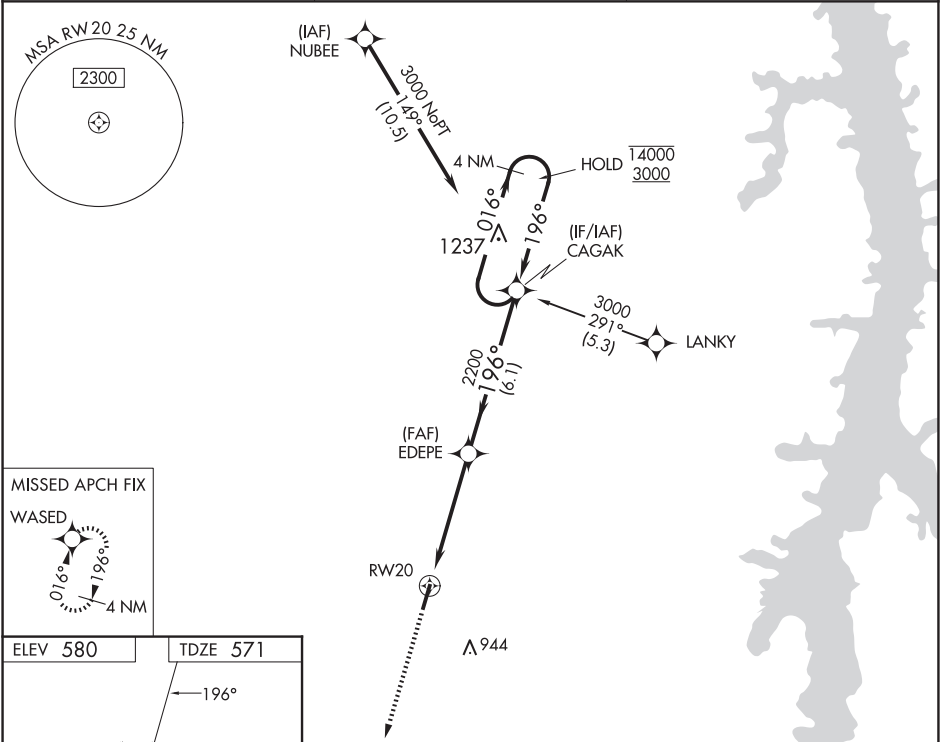 MSA RW 20 25 NM
2300
(IAF)
NUBEE
3000 NoPT
149°
(10.5)
4 NM
HOLD 14000
3000
016°
196°
1237
(IF/IAF)
CAGAK
3000
291°
(5.3)
LANKY
2200
196°
(6.1)
(FAF)
EDEPE
MISSED APCH FIX
WASED
016°
196°
4 NM
RW20
944
ELEV 580
TDZE 571
196°